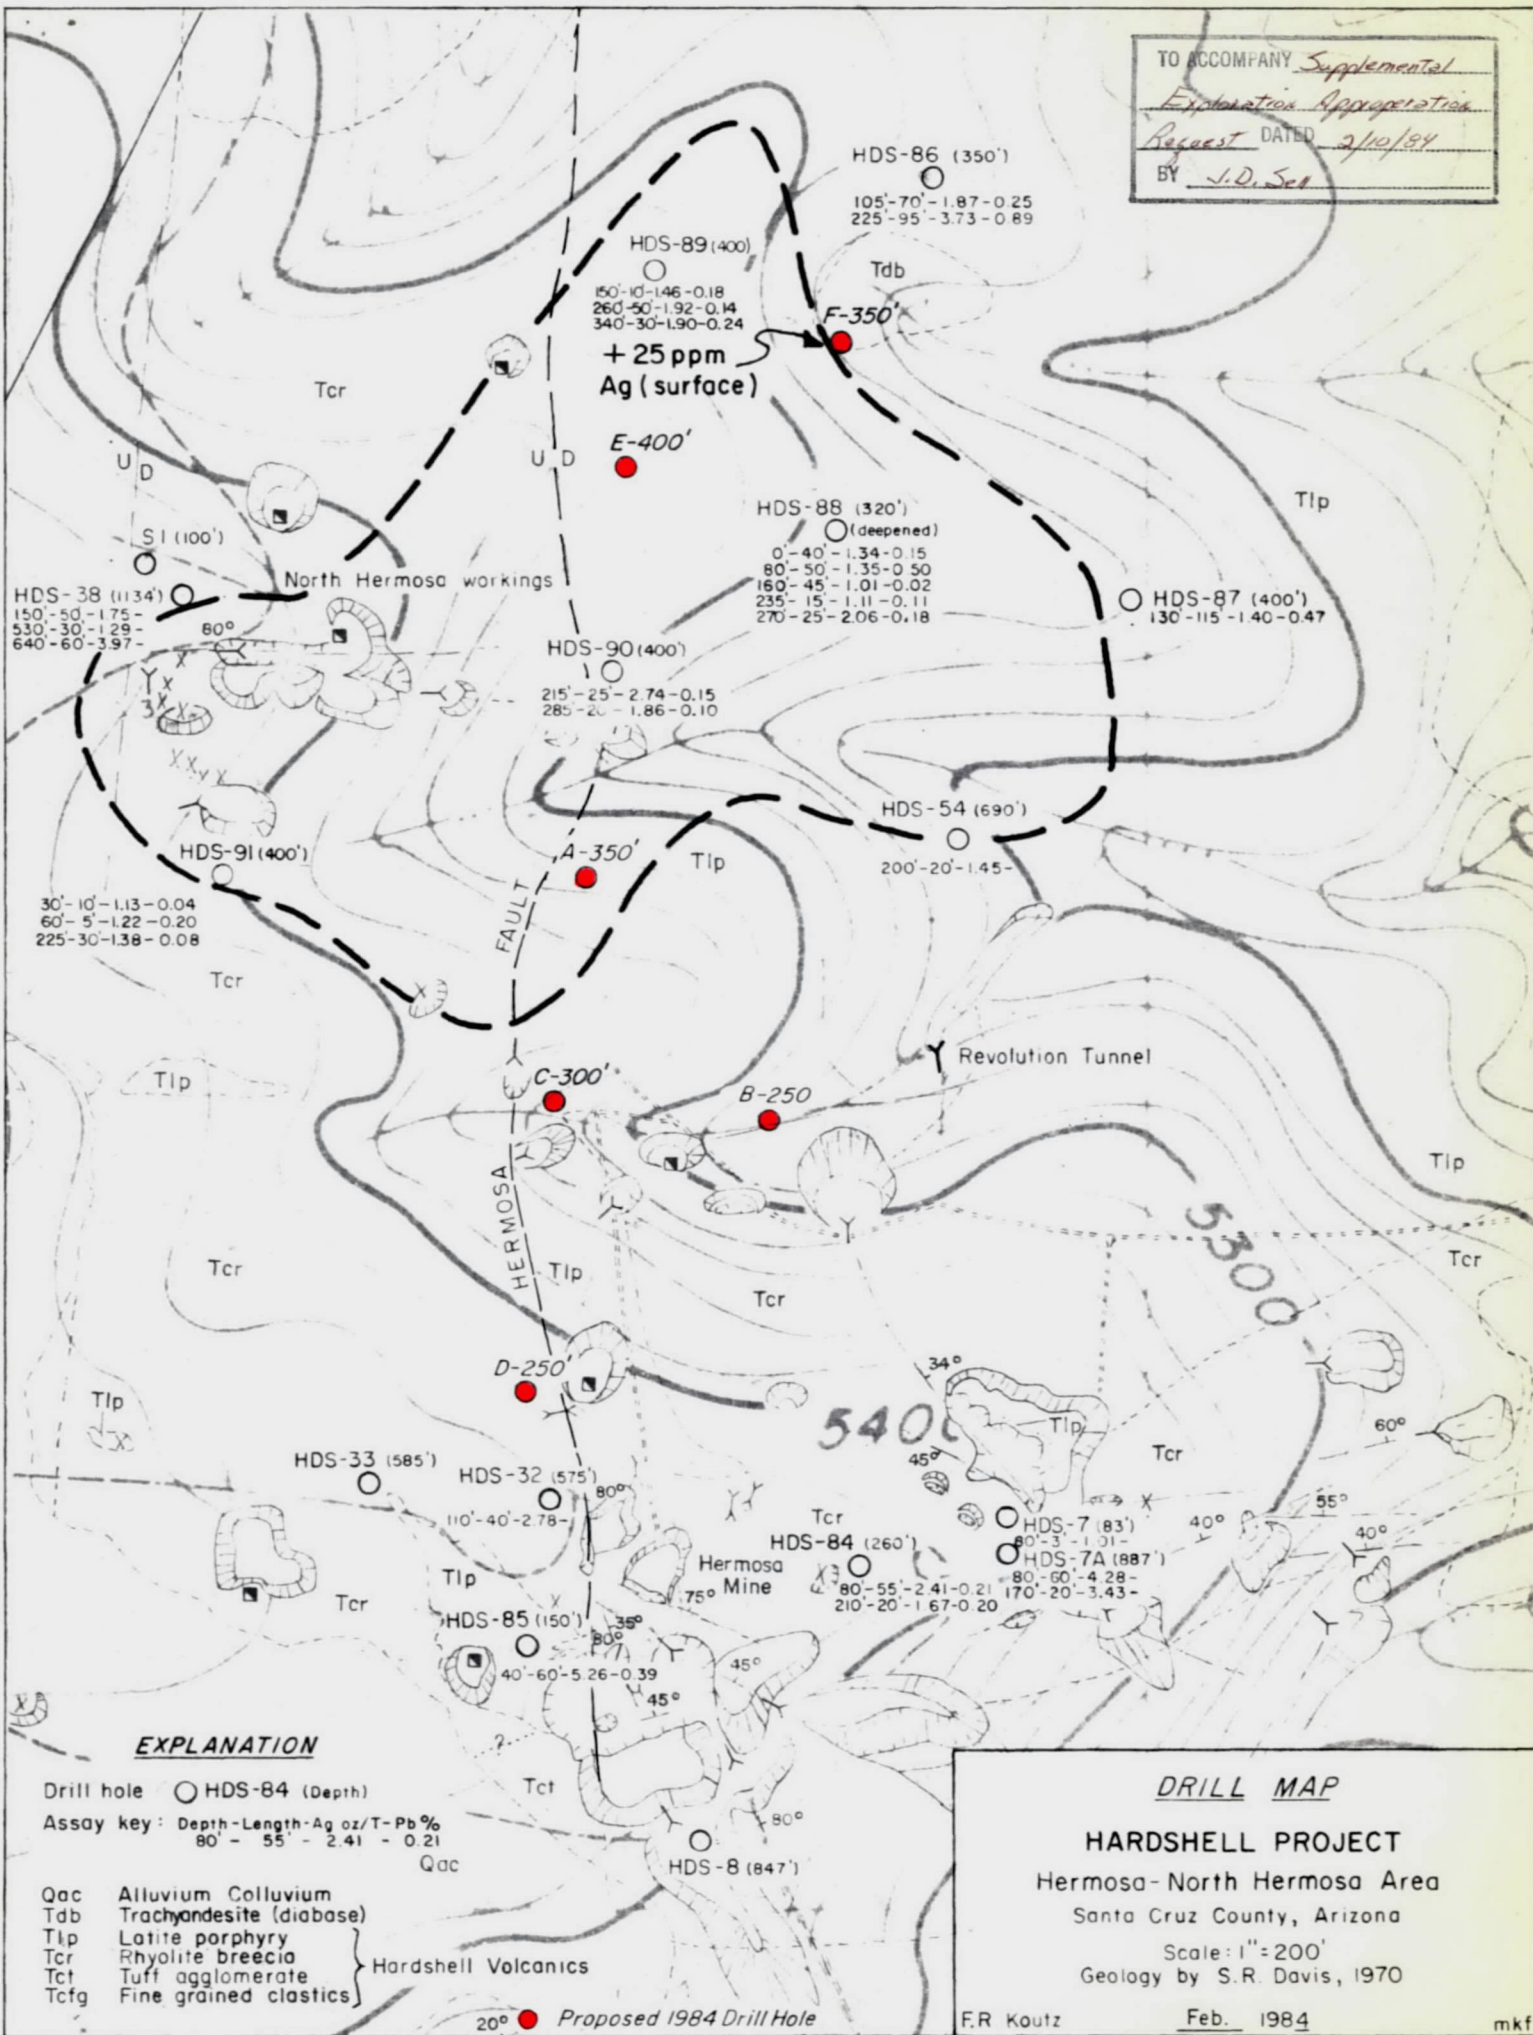 TO ACCOMPANY Supplemental
Exploration Approperation
Request DATED 2/10/84
BY J.D. Sell
HDS-86 (350')
105'-70'-1.87-0.25
225'-95'-3.73-0.89
HDS-89 (400)
150'-10'-1.46-0.18
260'-50'-1.92-0.14
340'-30'-1.90-0.24
Tdb
F-350'
+25 ppm
Ag (surface)
Tcr
E-400'
U D
U D
Tlp
HDS-88 (320')
(deepened)
0'-40'-1.34-0.15
80'-50'-1.35-0.50
160'-45'-1.01-0.02
235'-15'-1.11-0.11
270'-25'-2.06-0.18
S1 (100')
North Hermosa workings
HDS-38 (1134')
150'-50'-1.75-
530'-30'-1.29-
640'-60'-3.97-
80°
HDS-87 (400')
130'-115'-1.40-0.47
HDS-90 (400')
215'-25'-2.74-0.15
285'-20'-1.86-0.10
HDS-54 (690')
200'-20'-1.45-
HDS-91 (400')
30'-10'-1.13-0.04
60'-5'-1.22-0.20
225'-30'-1.38-0.08
A-350'
Tlp
FAULT
Tcr
Tlp
Revolution Tunnel
C-300'
B-250
HERMOSA
Tlp
Tcr
Tlp
Tcr
5300
Tcr
D-250'
34°
Tlp
5400
Tlp
60°
45°
Tcr
HDS-33 (585')
HDS-32 (575')
80°
110'-40'-2.78-
Tcr
HDS-7 (83')
80'-3'-1.01-
40°
55°
40°
HDS-84 (260')
80'-55'-2.41-0.21
210'-20'-1.67-0.20
HDS-7A (887')
80'-60'-4.28-
170'-20'-3.43-
Hermosa
Mine
75°
Tlp
Tcr
HDS-85 (150')
35°
80°
40'-60'-5.26-0.39
45°
45°
?
Tct
80°
HDS-8 (847')
EXPLANATION
Drill hole HDS-84 (Depth)
Assay key: Depth-Length-Ag oz/T-Pb%
80' - 55' - 2.41 - 0.21
Qac
Qac Alluvium Colluvium
Tdb Trachyandesite (diabase)
Tlp Latite porphyry
Tcr Rhyolite breecia
Tct Tuff agglomerate
Tcfg Fine grained clastics
Hardshell Volcanics
20° Proposed 1984 Drill Hole
DRILL MAP
HARDSHELL PROJECT
Hermosa-North Hermosa Area
Santa Cruz County, Arizona
Scale: 1"=200'
Geology by S.R. Davis, 1970
F.R Koutz Feb. 1984 mkf